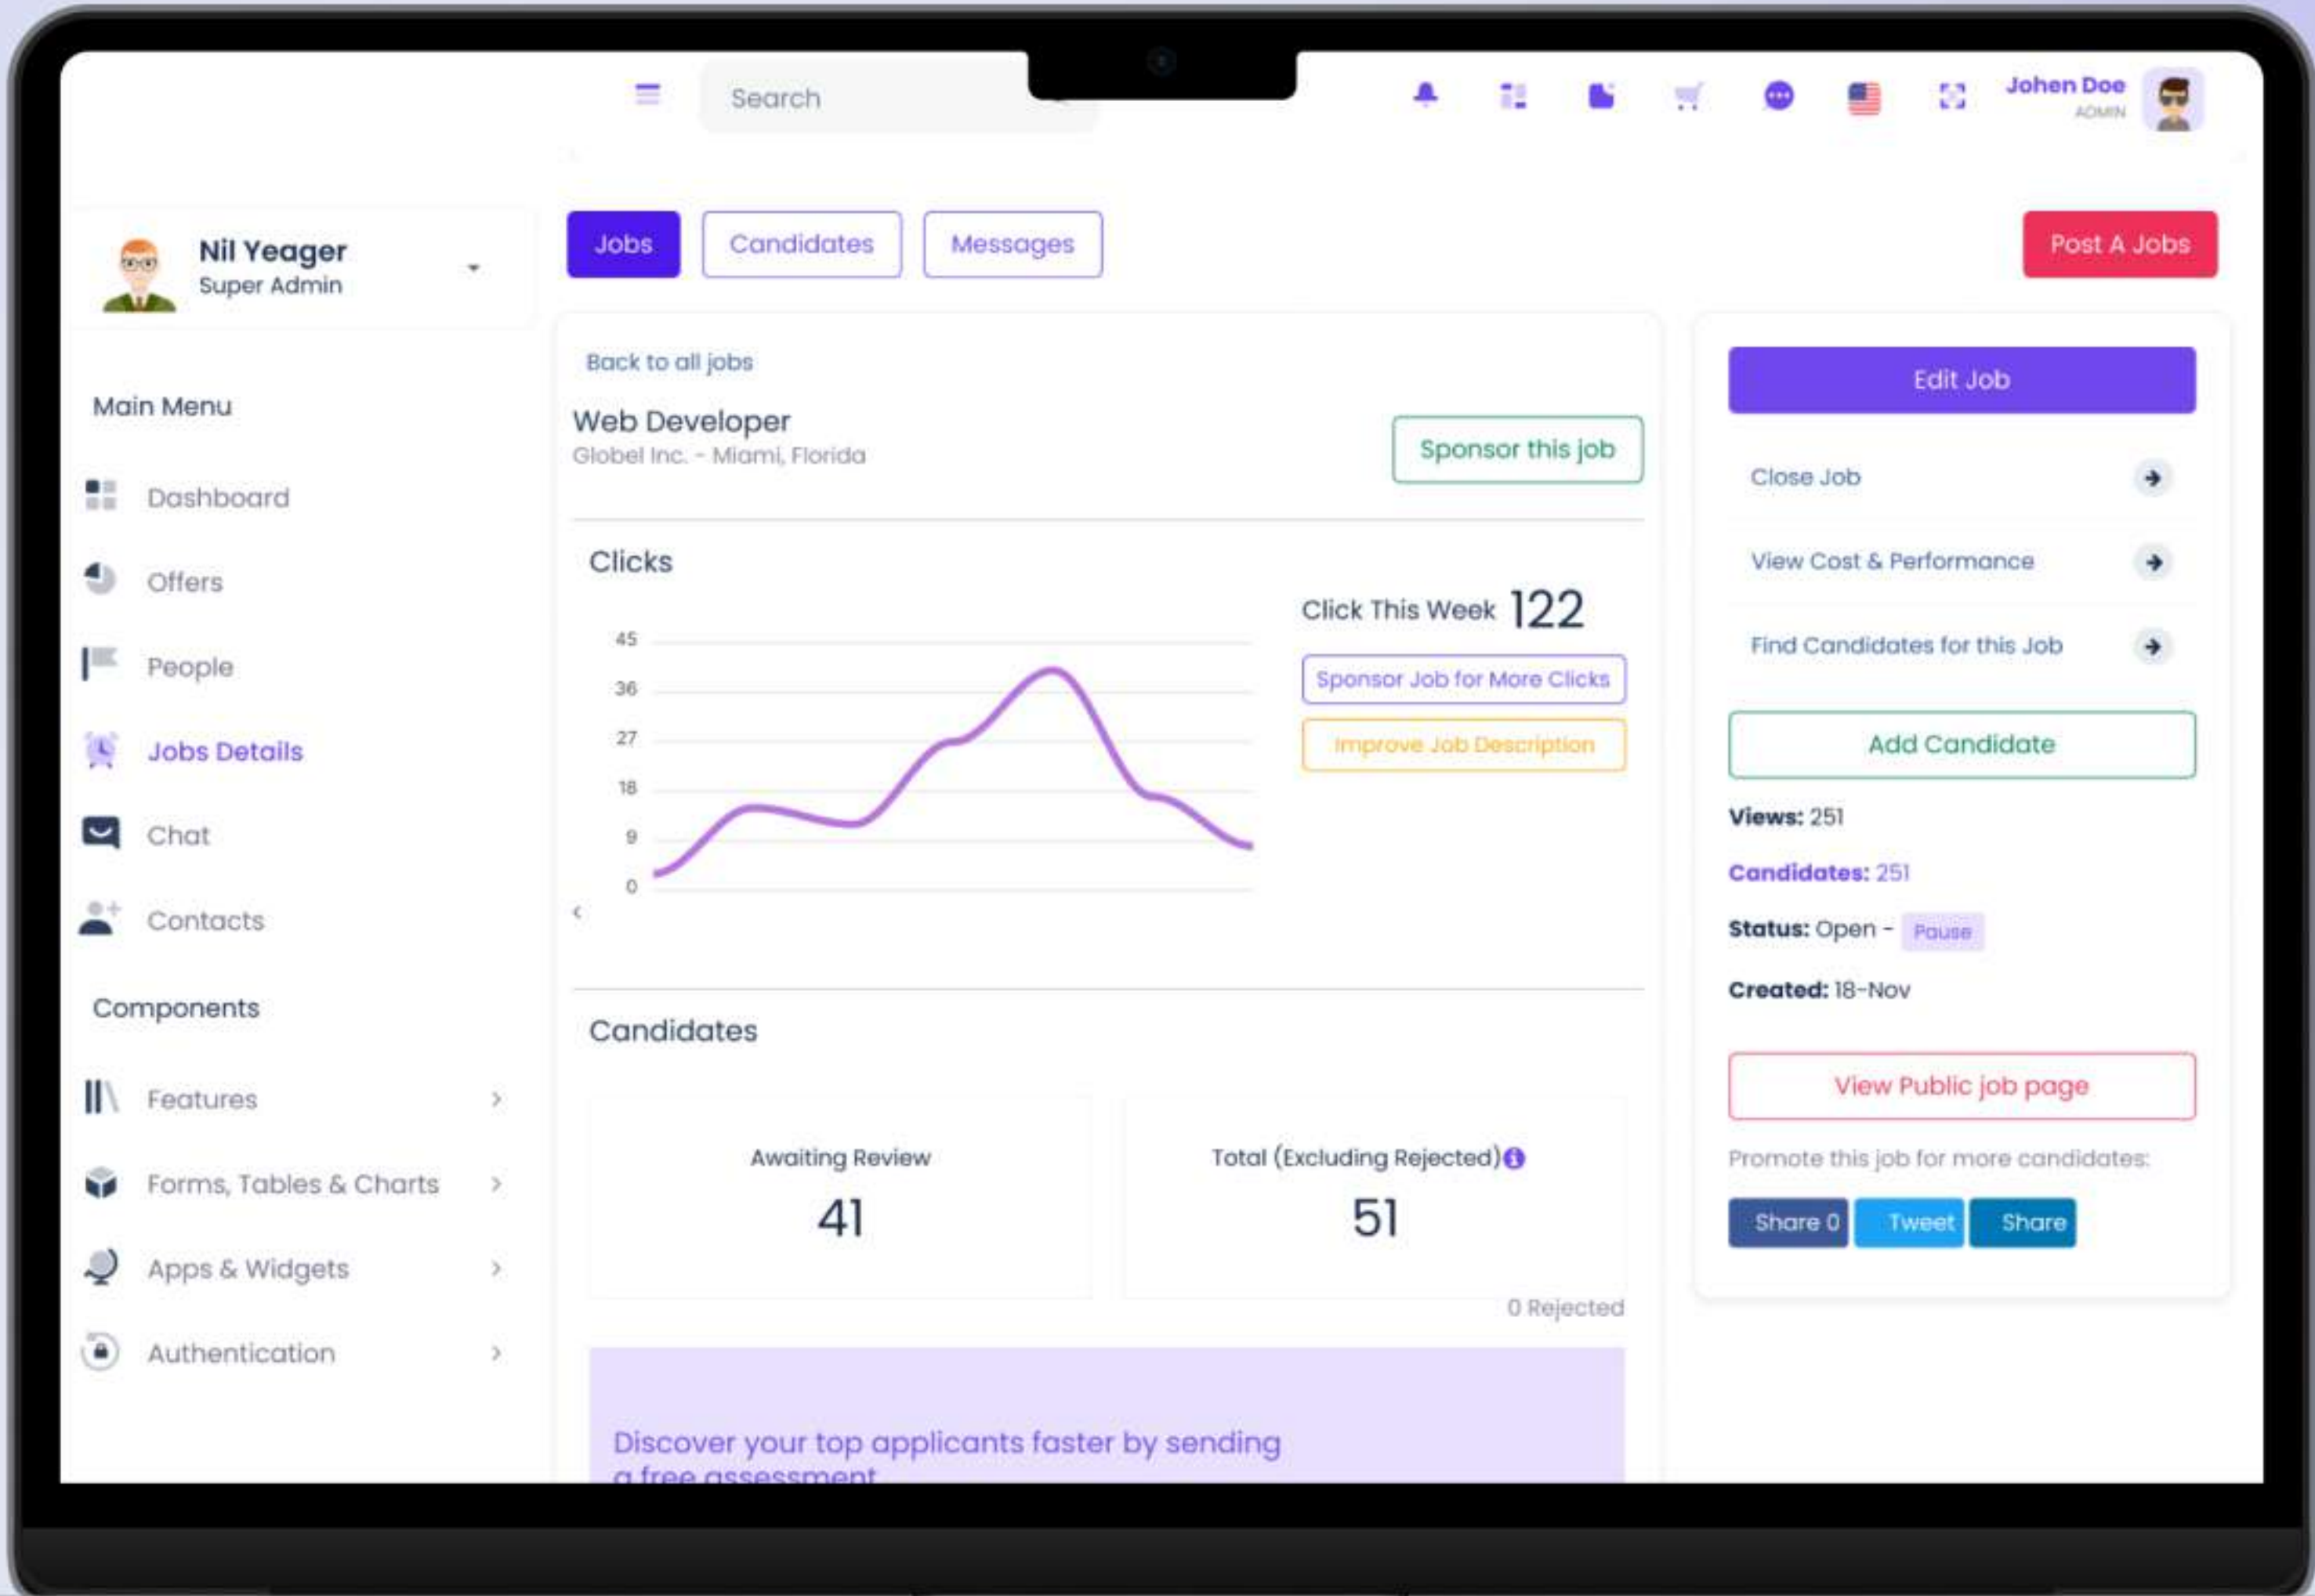 Search
Johen Doe
ADMIN
Nil Yeager
Super Admin
Main Menu
Dashboard
Offers
People
Jobs Details
Chat
Contacts
Components
Features
Forms, Tables & Charts
Apps & Widgets
Authentication
Jobs
Candidates
Messages
Post A Jobs
Back to all jobs
Web Developer
Globel Inc. - Miami, Florida
Sponsor this job
Clicks
45
36
27
18
9
0
Click This Week 122
Sponsor Job for More Clicks
Improve Job Description
Candidates
Awaiting Review
41
Total (Excluding Rejected)
51
0 Rejected
Discover your top applicants faster by sending
a free assessment
Edit Job
Close Job
View Cost & Performance
Find Candidates for this Job
Add Candidate
Views: 251
Candidates: 251
Status: Open - Pause
Created: 18-Nov
View Public job page
Promote this job for more candidates:
Share 0
Tweet
Share